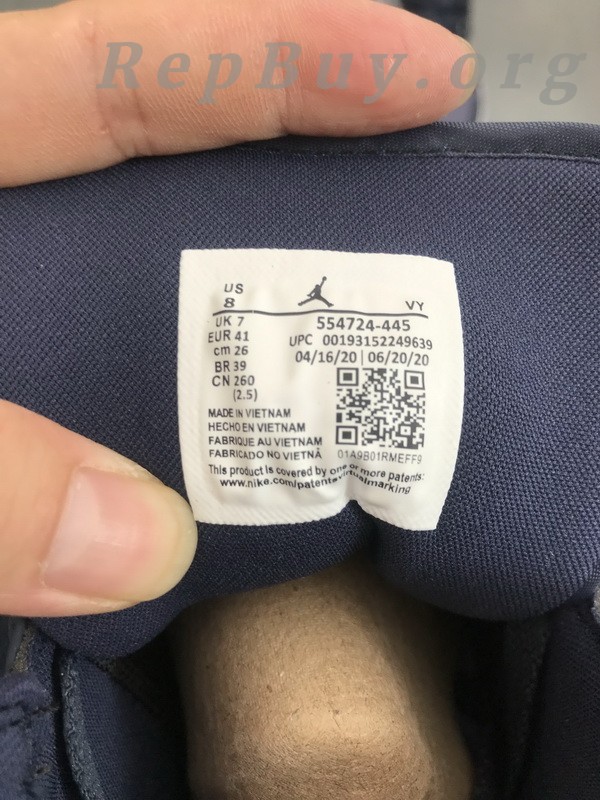 RepBuy.org
US
8
VY
UK 7
EUR 41
cm 26
BR 39
CN 260
(2.5)
554724-445
UPC 00193152249639
04/16/20 | 06/20/20
MADE IN VIETNAM
HECHO EN VIETNAM
FABRIQUE AU VIETNAM
FABRICADO NO VIETNÃ
01A9B01RMEFF9
This product is covered by one or more patents:
www.nike.com/patentsvirtualmarking